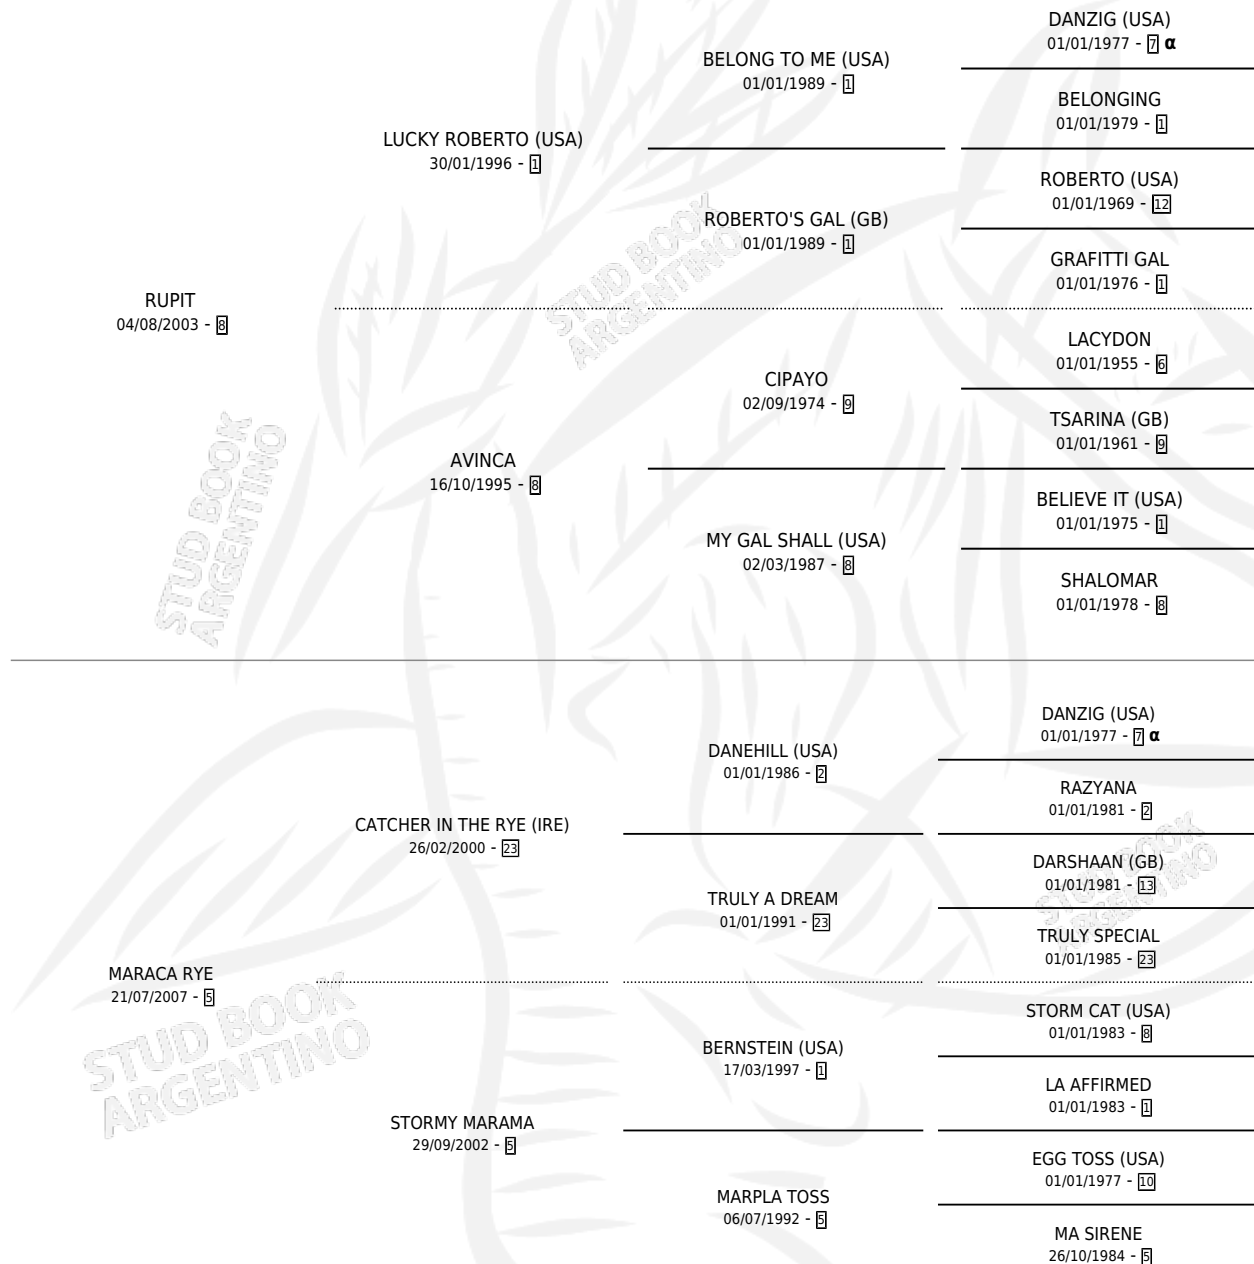 DANZIG (USA)
01/01/1977 - 7 α
BELONG TO ME (USA)
01/01/1989 - 1
BELONGING
01/01/1979 - 1
LUCKY ROBERTO (USA)
30/01/1996 - 1
ROBERTO (USA)
01/01/1969 - 12
ROBERTO'S GAL (GB)
01/01/1989 - 1
GRAFITTI GAL
01/01/1976 - 1
RUPIT
04/08/2003 - 8
LACYDON
01/01/1955 - 6
CIPAYO
02/09/1974 - 9
TSARINA (GB)
01/01/1961 - 9
AVINCA
16/10/1995 - 8
BELIEVE IT (USA)
01/01/1975 - 1
MY GAL SHALL (USA)
02/03/1987 - 8
SHALOMAR
01/01/1978 - 8
STUD BOOK
ARGENTINO
STUD BOOK
ARGENTINO
DANZIG (USA)
01/01/1977 - 7 α
DANEHILL (USA)
01/01/1986 - 2
RAZYANA
01/01/1981 - 2
CATCHER IN THE RYE (IRE)
26/02/2000 - 23
DARSHAAN (GB)
01/01/1981 - 13
TRULY A DREAM
01/01/1991 - 23
TRULY SPECIAL
01/01/1985 - 23
MARACA RYE
21/07/2007 - 5
STORM CAT (USA)
01/01/1983 - 8
BERNSTEIN (USA)
17/03/1997 - 1
LA AFFIRMED
01/01/1983 - 1
STORMY MARAMA
29/09/2002 - 5
EGG TOSS (USA)
01/01/1977 - 10
MARPLA TOSS
06/07/1992 - 5
MA SIRENE
26/10/1984 - 5
STUD BOOK
ARGENTINO
STUD BOOK
ARGENTINO